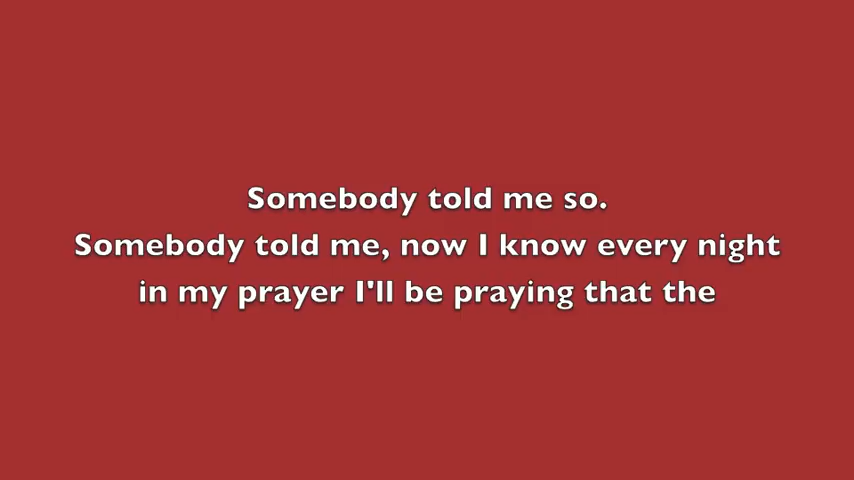 Somebody told me so.
Somebody told me, now I know every night
in my prayer I'll be praying that the